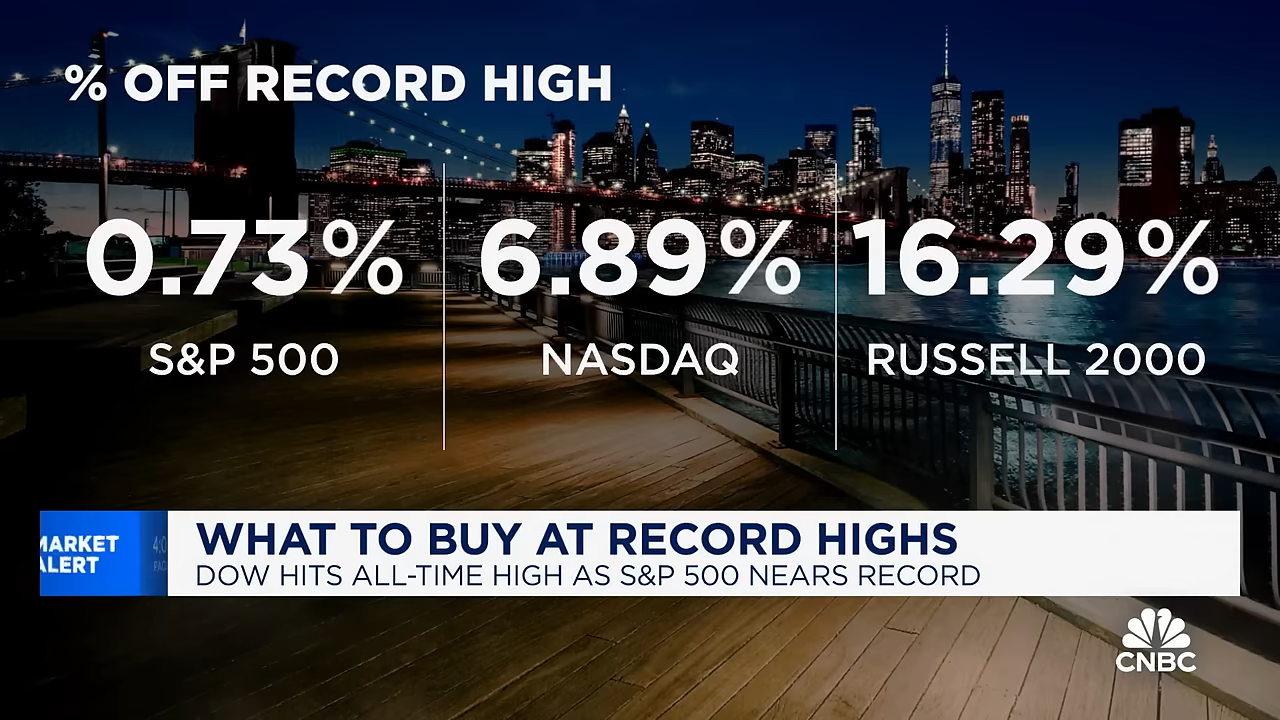 % OFF RECORD HIGH
0.73%
S&P 500
6.89%
NASDAQ
16.29%
RUSSELL 2000
MARKET
ALERT
WHAT TO BUY AT RECORD HIGHS
DOW HITS ALL-TIME HIGH AS S&P 500 NEARS RECORD
CNBC